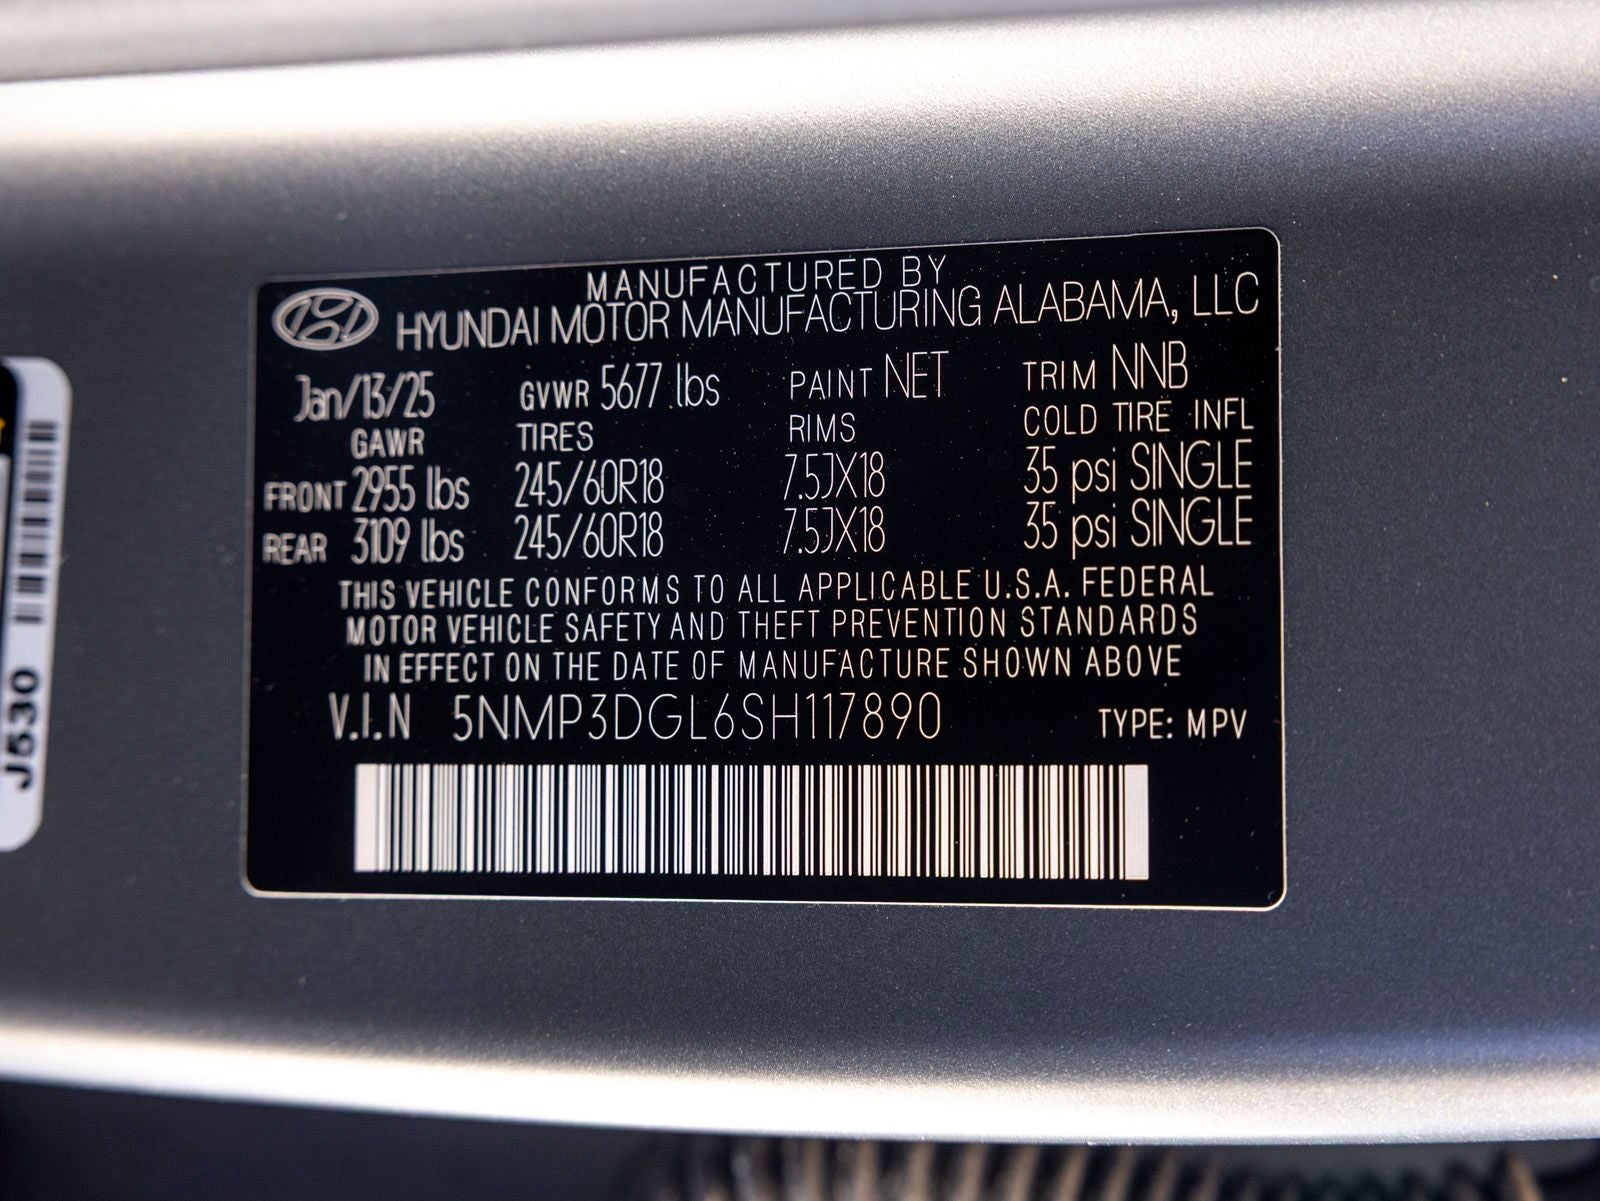 MANUFACTURED BY
HYUNDAI MOTOR MANUFACTURING ALABAMA, LLC
Jan/13/25 GVWR 5677 lbs PAINT NET TRIM NNB
GAWR TIRES RIMS COLD TIRE INFL
FRONT 2955 lbs 245/60R18 7.5JX18 35 psi SINGLE
REAR 3109 lbs 245/60R18 7.5JX18 35 psi SINGLE
THIS VEHICLE CONFORMS TO ALL APPLICABLE U.S.A. FEDERAL
MOTOR VEHICLE SAFETY AND THEFT PREVENTION STANDARDS
IN EFFECT ON THE DATE OF MANUFACTURE SHOWN ABOVE
V.I.N 5NMP3DGL6SH117890 TYPE: MPV
J530